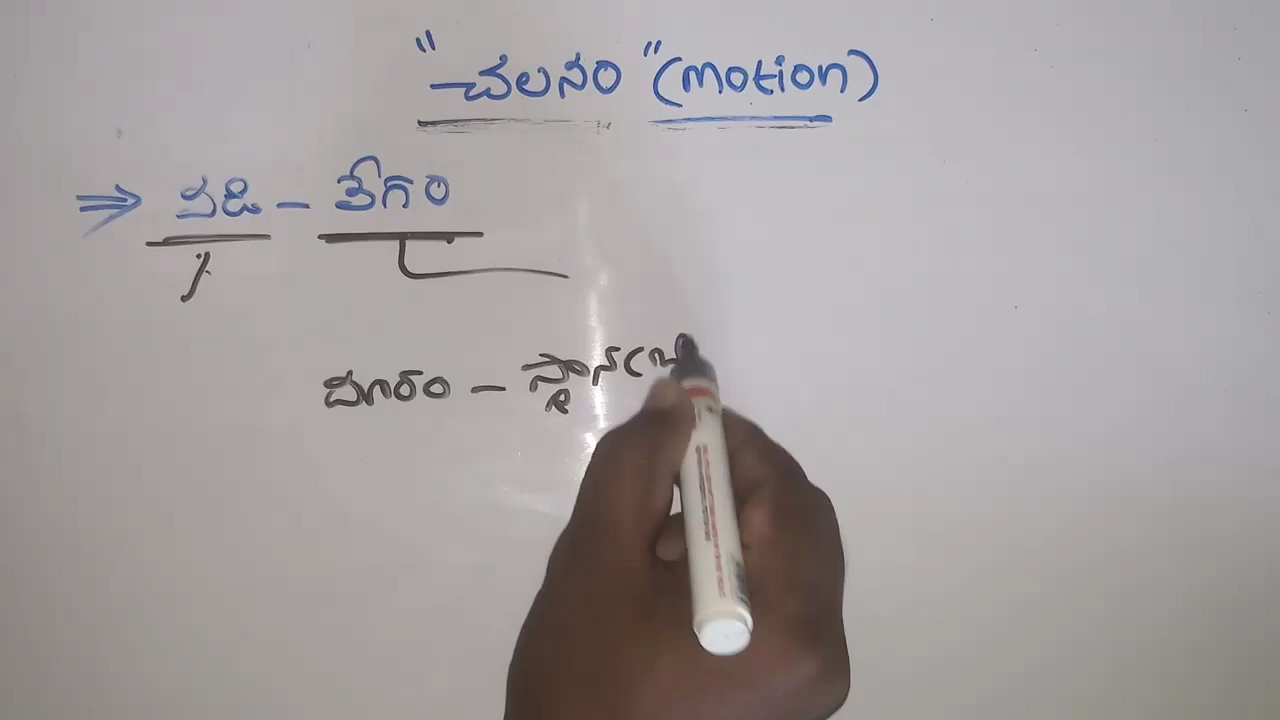 "చలనం" (motion)
⇒ వడి - వేగం
దూరం - స్థాన